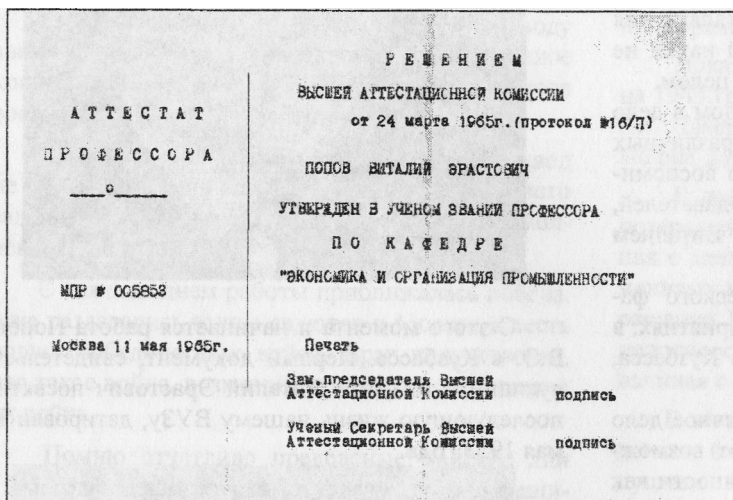 АТТЕСТАТ
ПРОФЕССОРА
____о____
МПР № 005853
Москва 11 мая 1965г.
РЕШЕНИЕМ
ВЫСШЕЙ АТТЕСТАЦИОННОЙ КОМИССИИ
от 24 марта 1965г.(протокол №16/П)
ПОПОВ ВИТАЛИЙ ЭРАСТОВИЧ
УТВЕРЖДЕН В УЧЕНОМ ЗВАНИИ ПРОФЕССОРА
ПО КАФЕДРЕ
"ЭКОНОМИКА И ОРГАНИЗАЦИЯ ПРОМЫШЛЕННОСТИ"
Печать
Зам.председателя Высшей
Аттестационной Комиссии подпись
Ученый Секретарь Высшей
Аттестационной Комиссии подпись